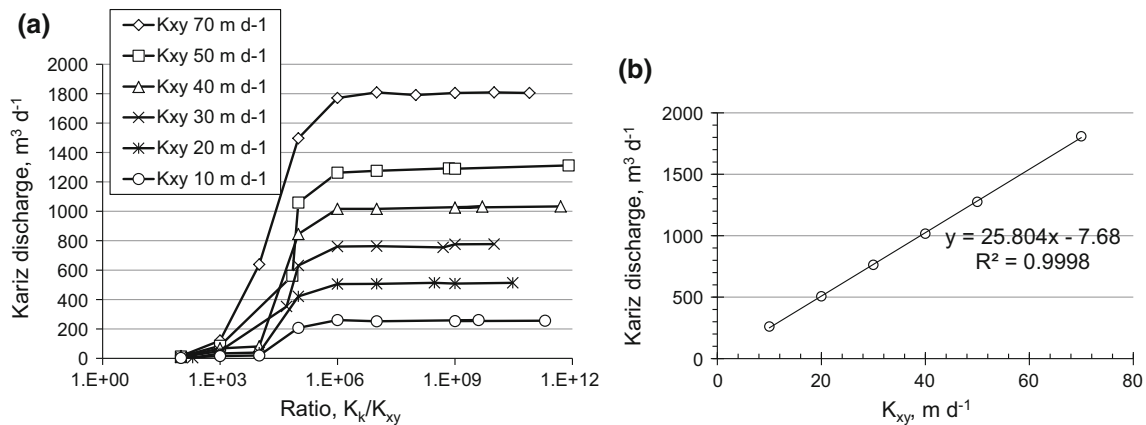 (a)
Kxy 70 m d-1
Kxy 50 m d-1
Kxy 40 m d-1
Kxy 30 m d-1
Kxy 20 m d-1
Kxy 10 m d-1
Kariz discharge, m³ d⁻¹
2000
1800
1600
1400
1200
1000
800
600
400
200
0
1.E+00 1.E+03 1.E+06 1.E+09 1.E+12
Ratio, Kₖ/Kₓᵧ
(b)
Kariz discharge, m³ d⁻¹
2000
1500
1000
500
0
y = 25.804x - 7.68
R² = 0.9998
0 20 40 60 80
Kₓᵧ, m d⁻¹